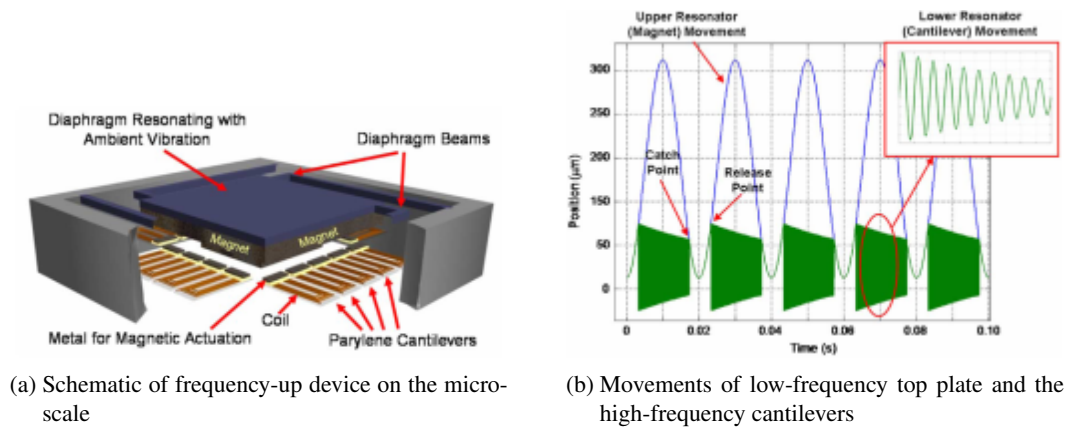 Diaphragm Resonating with
Ambient Vibration
Diaphragm Beams
Magnet
Magnet
Metal for Magnetic Actuation
Coil
Parylene Cantilevers
(a) Schematic of frequency-up device on the micro-
scale
Upper Resonator
(Magnet) Movement
Lower Resonator
(Cantilever) Movement
Position (µm)
300
250
200
150
50
0
Catch
Point
Release
Point
0
0.02
0.04
0.06
0.08
0.10
Time (s)
(b) Movements of low-frequency top plate and the
high-frequency cantilevers